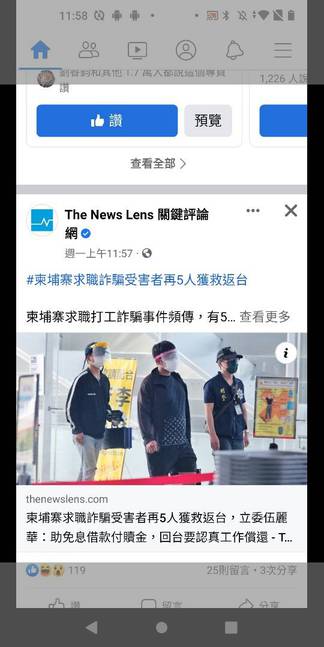 11:58
劉春鈞和其他 1.7 萬人都說這個專頁
讚
1,226 人說
讚
預覽
查看全部
The News Lens 關鍵評論
網
週一上午11:57
#柬埔寨求職詐騙受害者再5人獲救返台
柬埔寨求職打工詐騙事件頻傳，有5... 查看更多
thenewslens.com
柬埔寨求職詐騙受害者再5人獲救返台，立委伍麗
華：助免息借款付贖金，回台要認真工作償還 - T...
119
25則留言・3次分享
讚
留言
分享